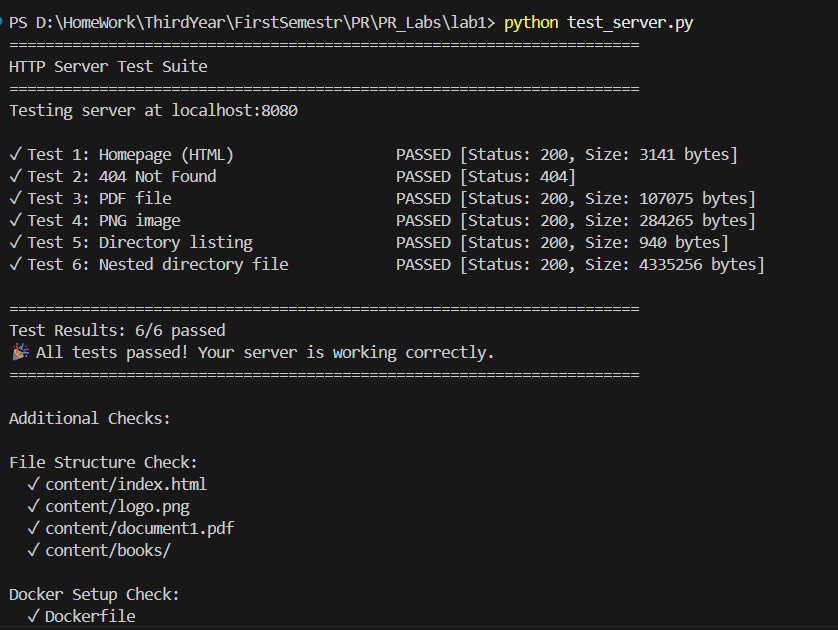 PS D:\HomeWork\ThirdYear\FirstSemestr\PR\PR_Labs\lab1> python test_server.py
======================================================================
HTTP Server Test Suite
======================================================================
Testing server at localhost:8080

✓ Test 1: Homepage (HTML)                  PASSED [Status: 200, Size: 3141 bytes]
✓ Test 2: 404 Not Found                    PASSED [Status: 404]
✓ Test 3: PDF file                         PASSED [Status: 200, Size: 107075 bytes]
✓ Test 4: PNG image                        PASSED [Status: 200, Size: 284265 bytes]
✓ Test 5: Directory listing                PASSED [Status: 200, Size: 940 bytes]
✓ Test 6: Nested directory file            PASSED [Status: 200, Size: 4335256 bytes]

======================================================================
Test Results: 6/6 passed
🎉 All tests passed! Your server is working correctly.
======================================================================

Additional Checks:

File Structure Check:
  ✓ content/index.html
  ✓ content/logo.png
  ✓ content/document1.pdf
  ✓ content/books/

Docker Setup Check:
  ✓ Dockerfile